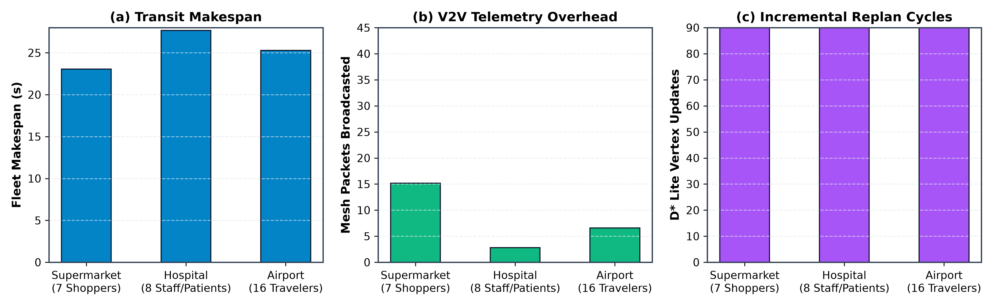 (a) Transit Makespan
Fleet Makespan (s)
25
20
15
10
5
0
Supermarket
(7 Shoppers)
Hospital
(8 Staff/Patients)
Airport
(16 Travelers)
(b) V2V Telemetry Overhead
Mesh Packets Broadcasted
45
40
35
30
25
20
15
10
5
0
Supermarket
(7 Shoppers)
Hospital
(8 Staff/Patients)
Airport
(16 Travelers)
(c) Incremental Replan Cycles
D* Lite Vertex Updates
90
80
70
60
50
40
30
20
10
0
Supermarket
(7 Shoppers)
Hospital
(8 Staff/Patients)
Airport
(16 Travelers)